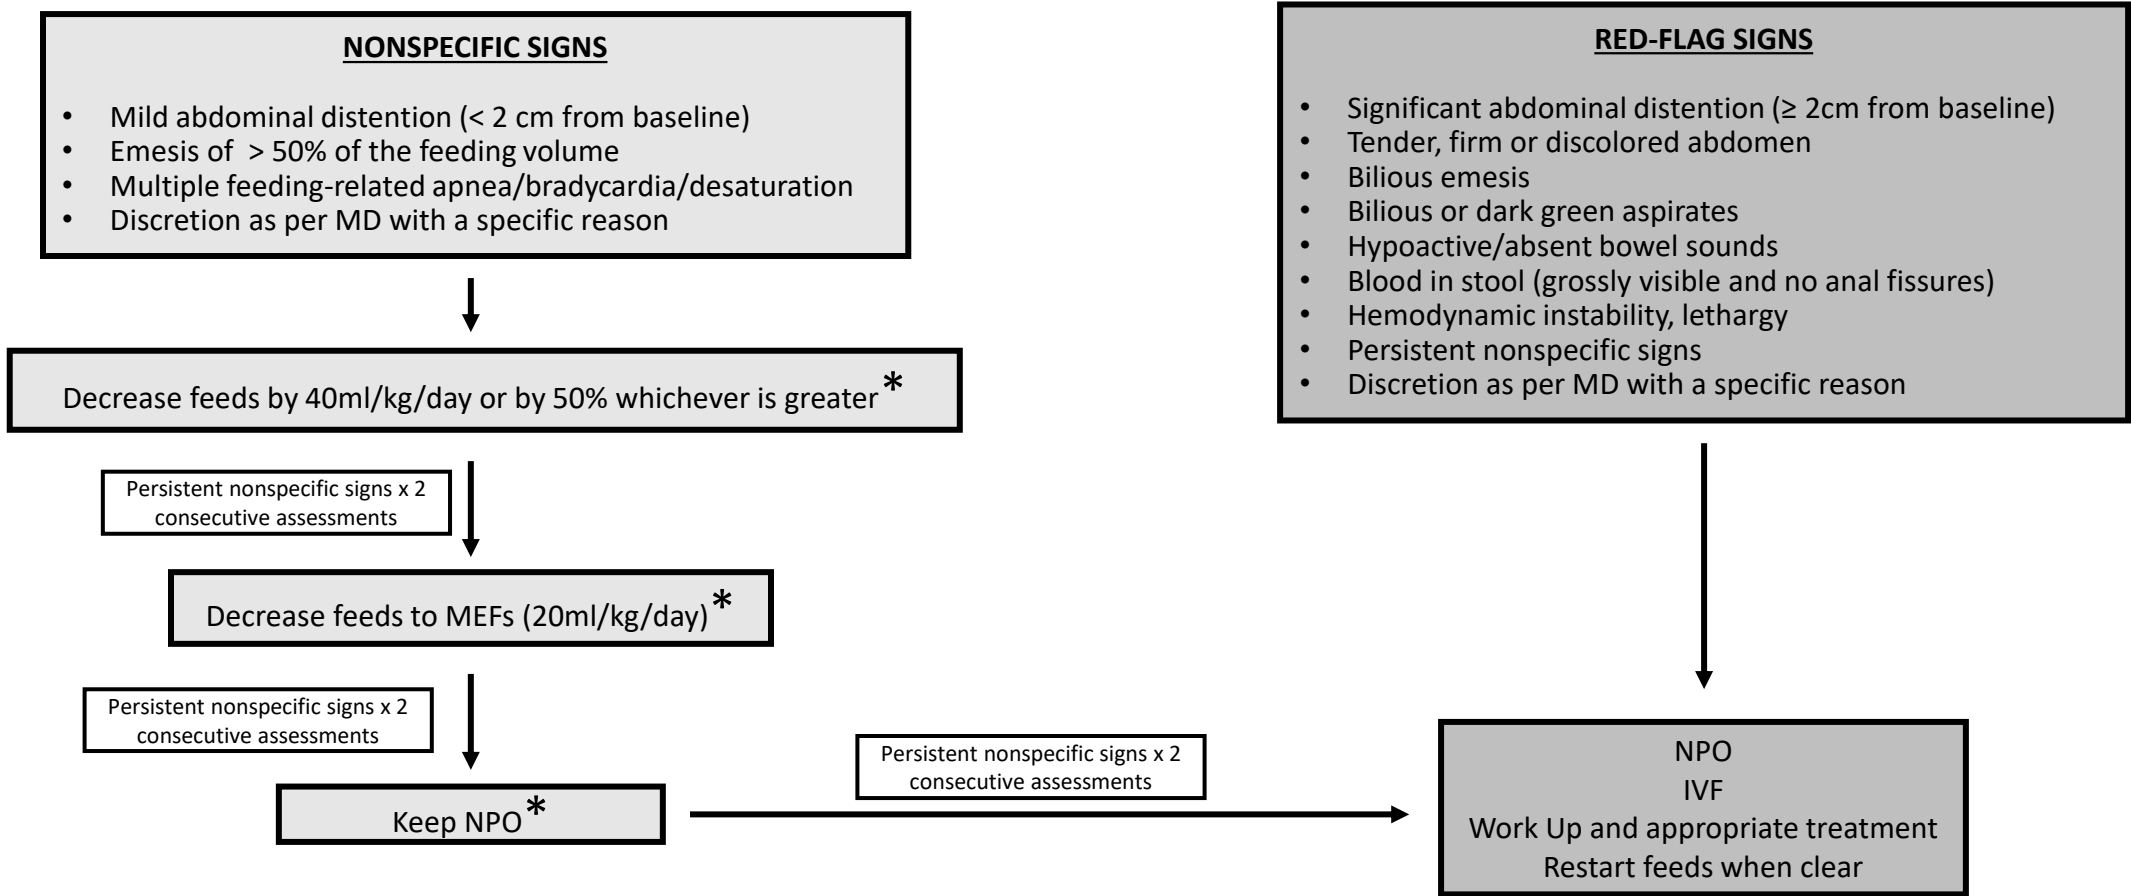 NONSPECIFIC SIGNS
• Mild abdominal distention (< 2 cm from baseline)
• Emesis of > 50% of the feeding volume
• Multiple feeding-related apnea/bradycardia/desaturation
• Discretion as per MD with a specific reason
Decrease feeds by 40ml/kg/day or by 50% whichever is greater*
Persistent nonspecific signs x 2
consecutive assessments
Decrease feeds to MEFs (20ml/kg/day)*
Persistent nonspecific signs x 2
consecutive assessments
Keep NPO*
Persistent nonspecific signs x 2
consecutive assessments
RED-FLAG SIGNS
• Significant abdominal distention (≥ 2cm from baseline)
• Tender, firm or discolored abdomen
• Bilious emesis
• Bilious or dark green aspirates
• Hypoactive/absent bowel sounds
• Blood in stool (grossly visible and no anal fissures)
• Hemodynamic instability, lethargy
• Persistent nonspecific signs
• Discretion as per MD with a specific reason
NPO
IVF
Work Up and appropriate treatment
Restart feeds when clear